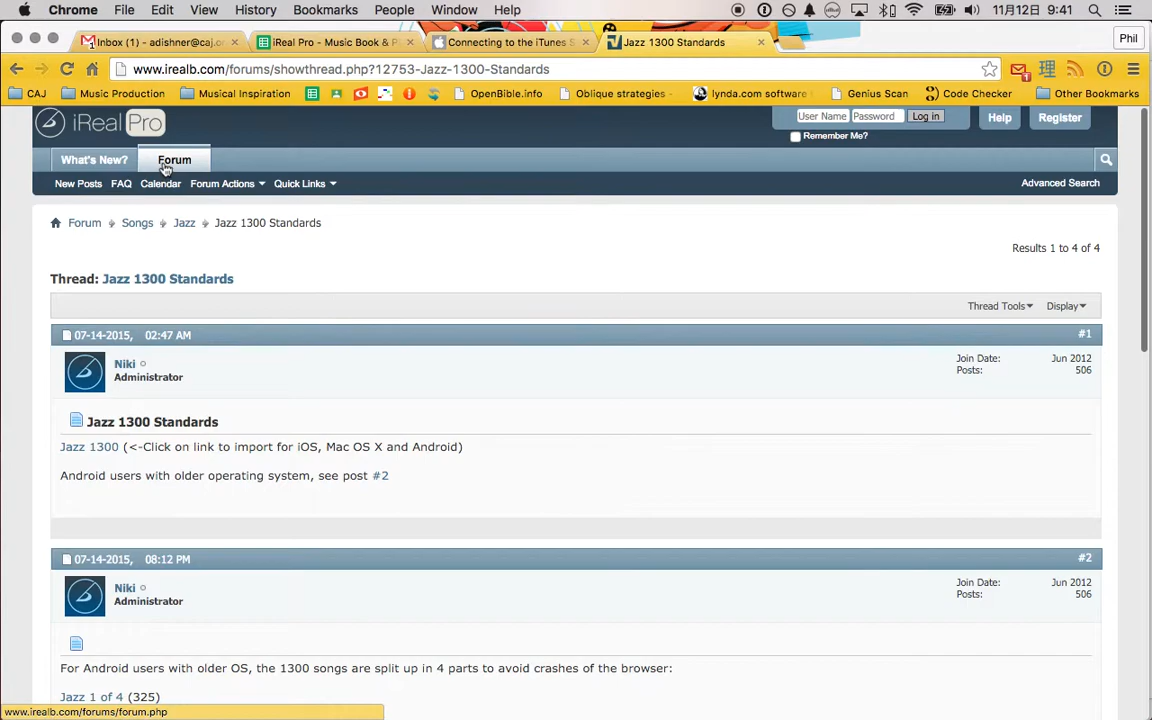 Chrome File Edit View History Bookmarks People Window Help 11月12日 9:41
Inbox (1) - adishner@caj.o × iReal Pro - Music Book & P × Connecting to the iTunes S × Jazz 1300 Standards × Phil
www.irealb.com/forums/showthread.php?12753-Jazz-1300-Standards
CAJ Music Production Musical Inspiration OpenBible.info Oblique strategies - lynda.com software Genius Scan Code Checker Other Bookmarks
iReal Pro User Name Password Log in Help Register
Remember Me?
What's New? Forum
New Posts FAQ Calendar Forum Actions Quick Links Advanced Search
Forum Songs Jazz Jazz 1300 Standards
Results 1 to 4 of 4
Thread: Jazz 1300 Standards
Thread Tools Display
07-14-2015, 02:47 AM #1
Niki Join Date: Jun 2012
Administrator Posts: 506
Jazz 1300 Standards
Jazz 1300 (<-Click on link to import for iOS, Mac OS X and Android)
Android users with older operating system, see post #2
07-14-2015, 08:12 PM #2
Niki Join Date: Jun 2012
Administrator Posts: 506
For Android users with older OS, the 1300 songs are split up in 4 parts to avoid crashes of the browser:
Jazz 1 of 4 (325)
www.irealb.com/forums/forum.php